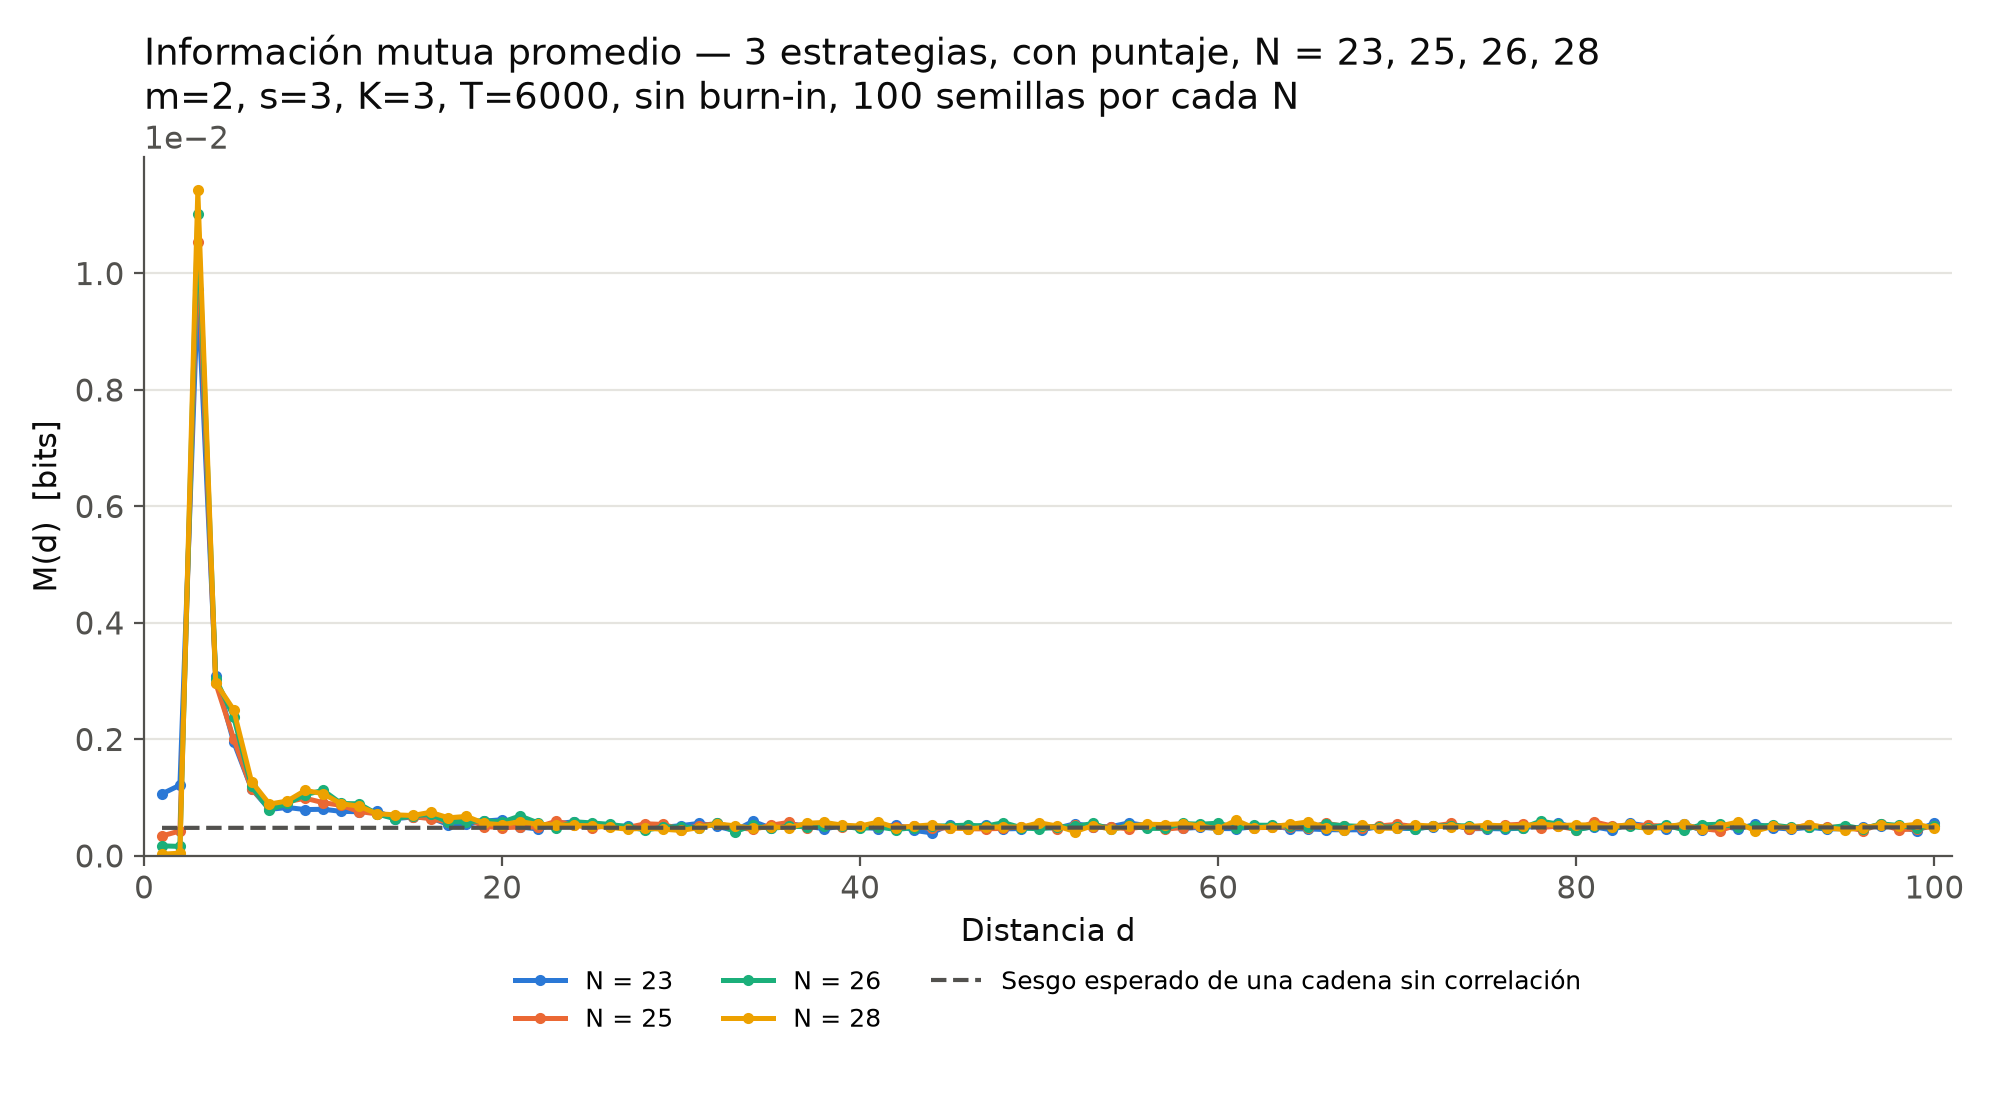 Información mutua promedio — 3 estrategias, con puntaje, N = 23, 25, 26, 28
m=2, s=3, K=3, T=6000, sin burn-in, 100 semillas por cada N
1e−2
1.0
0.8
0.6
0.4
0.2
0.0
M(d) [bits]
0 20 40 60 80 100
Distancia d
N = 23 N = 26 Sesgo esperado de una cadena sin correlación
N = 25 N = 28